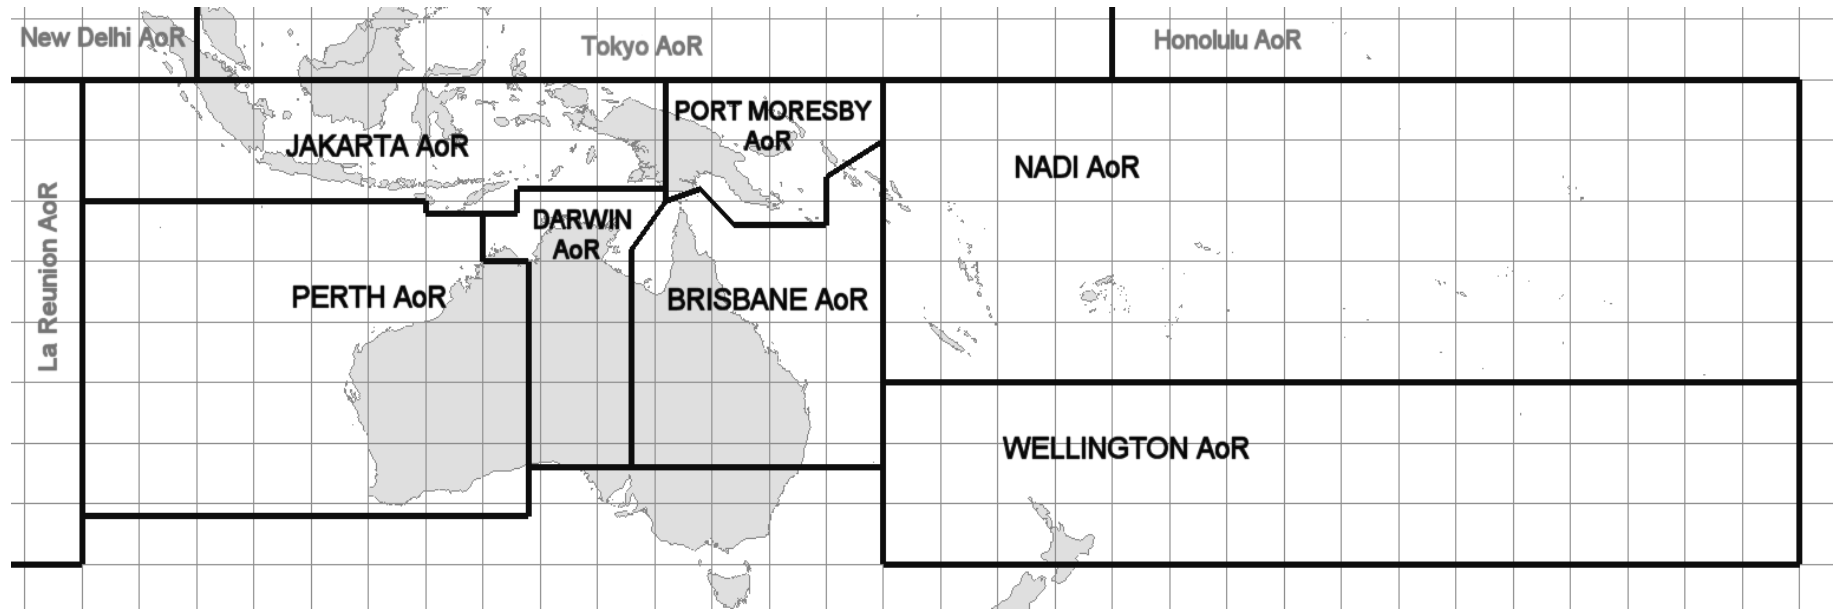 New Delhi AoR
Tokyo AoR
Honolulu AoR
PORT MORESBY
AoR
JAKARTA AoR
NADI AoR
La Reunion AoR
DARWIN
AoR
PERTH AoR
BRISBANE AoR
WELLINGTON AoR